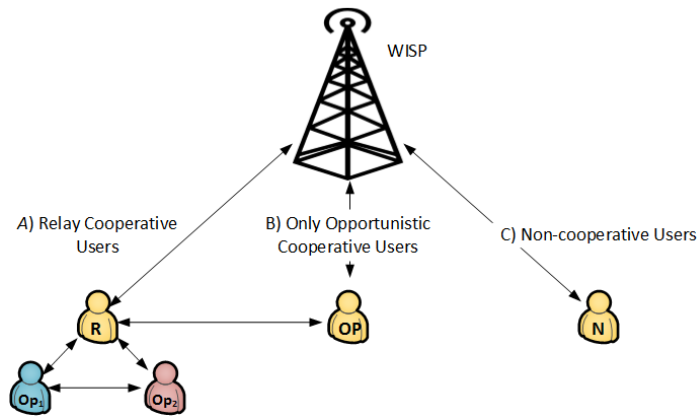 WISP
A) Relay Cooperative
Users
B) Only Opportunistic
Cooperative Users
C) Non-cooperative Users
R
OP
N
Op₁
Op₂